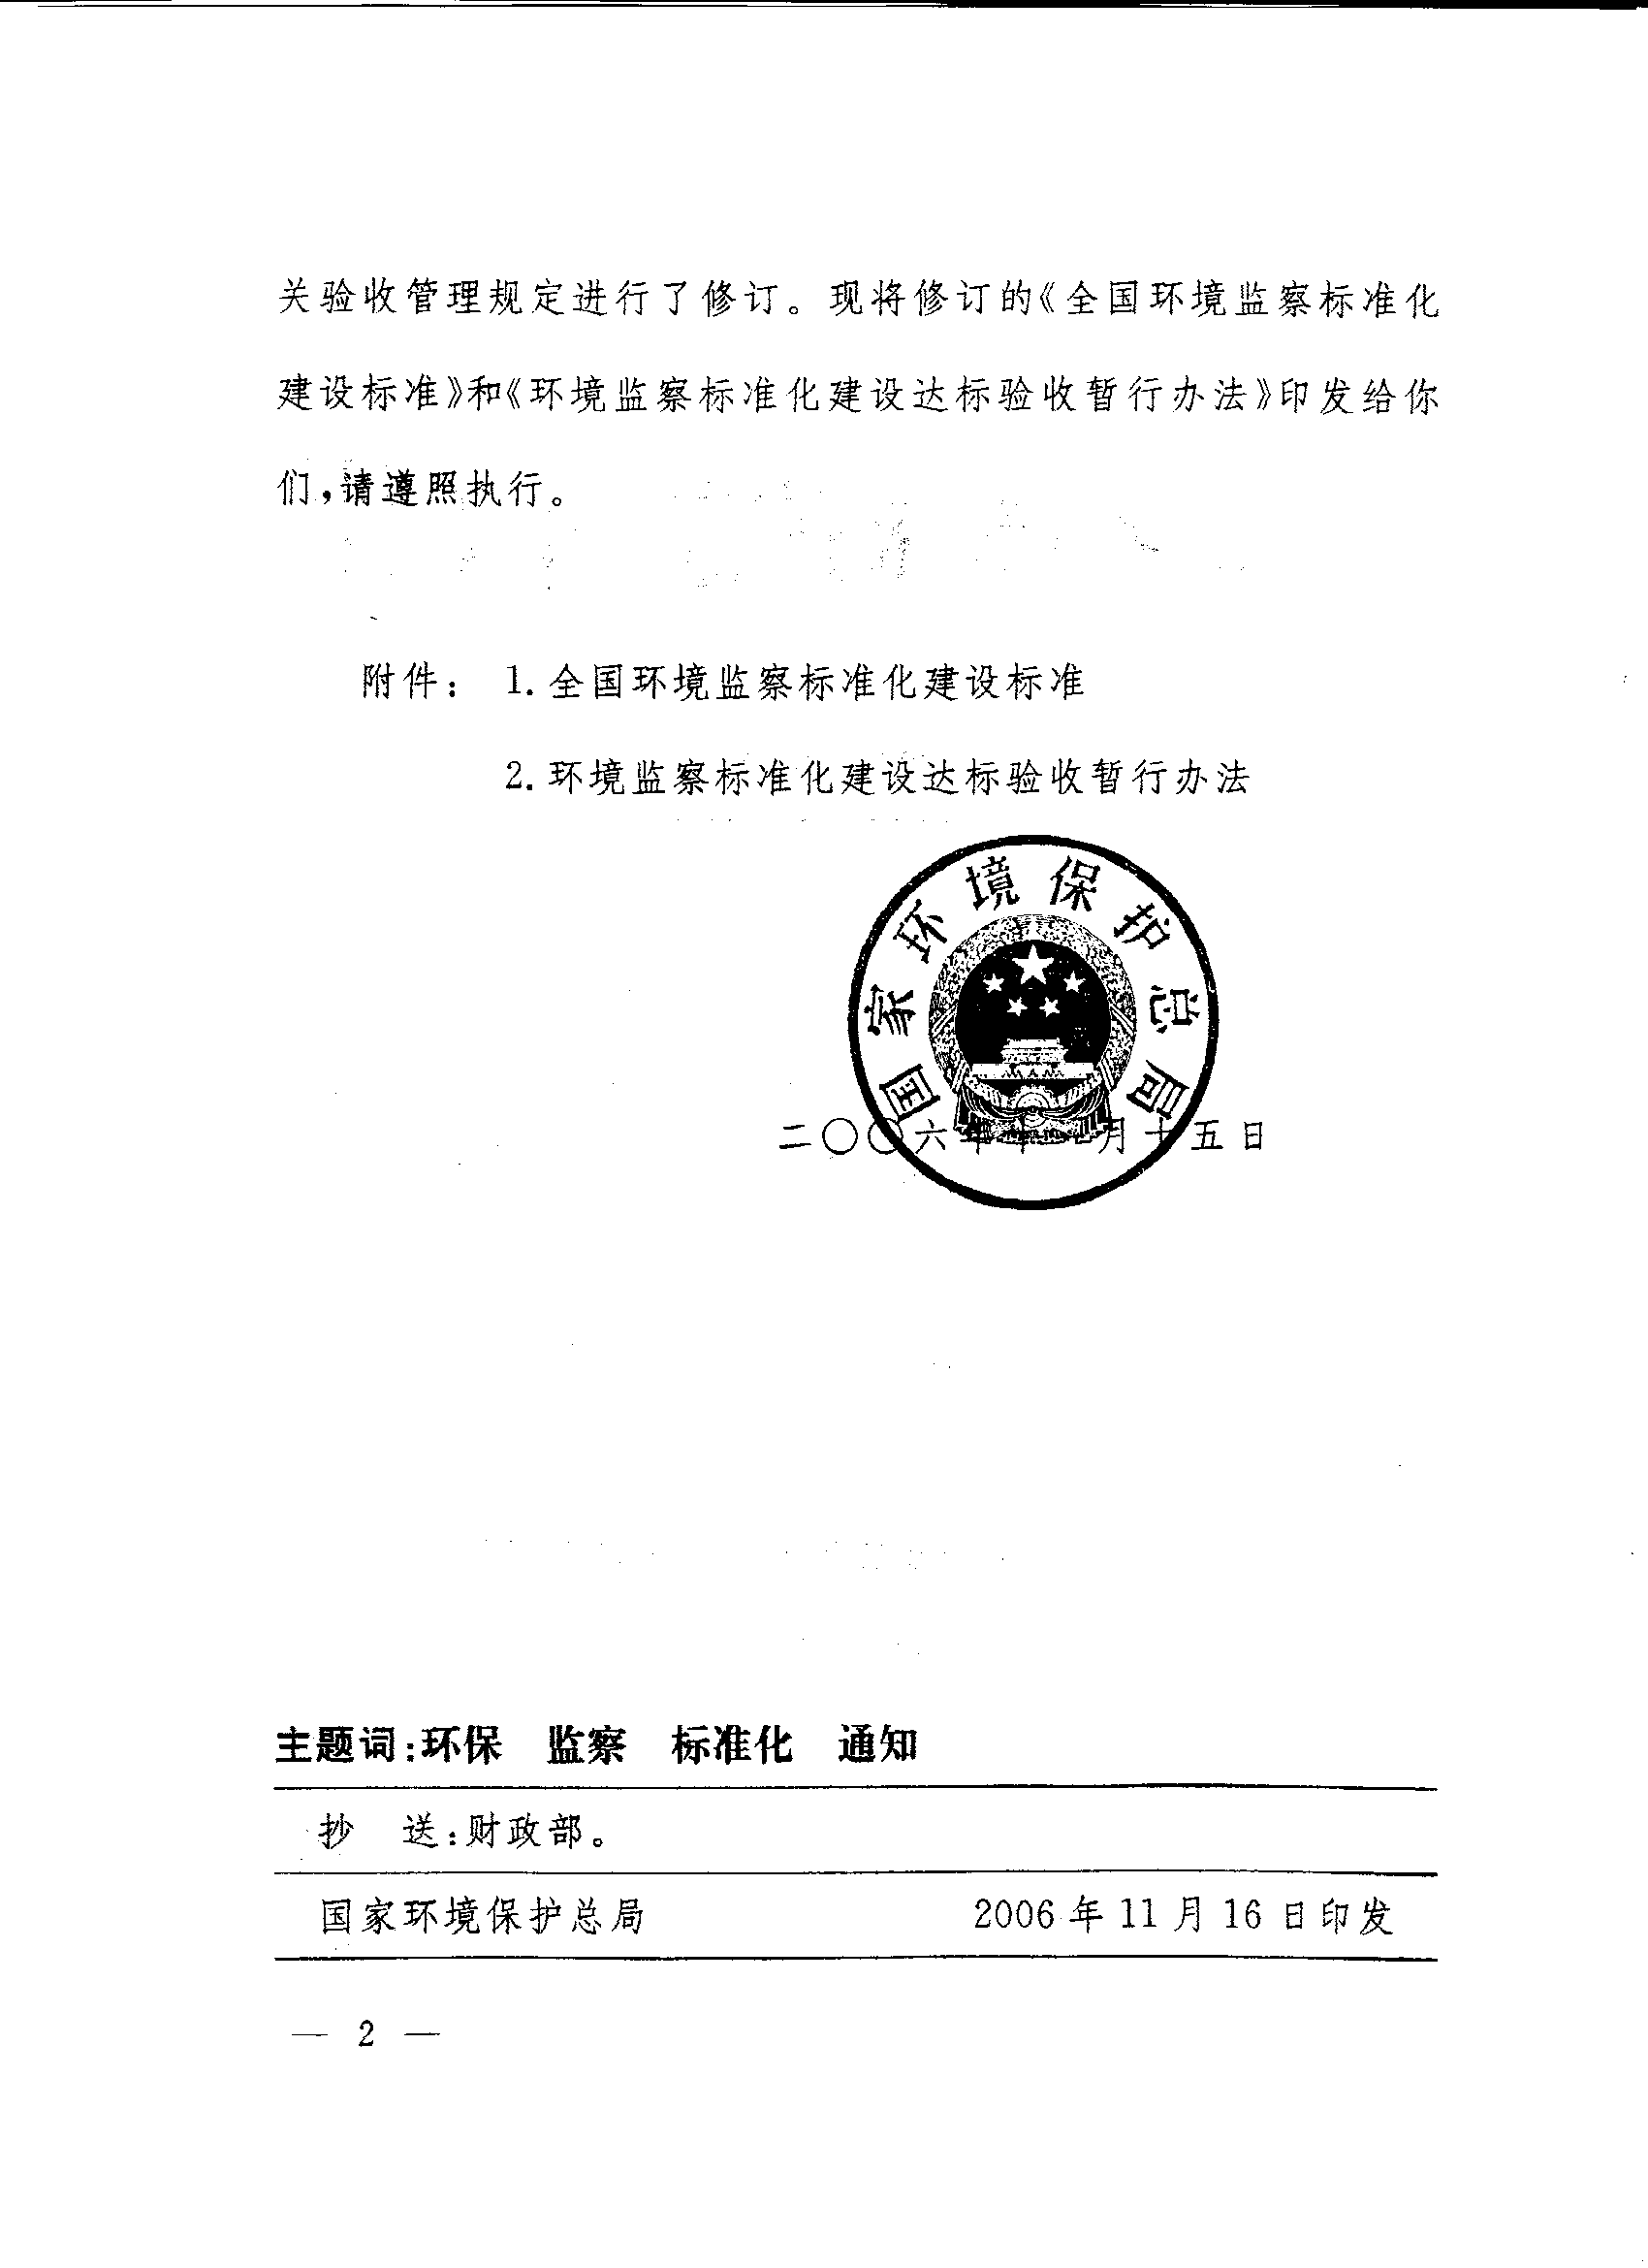 关验收管理规定进行了修订。现将修订的《全国环境监察标准化
建设标准》和《环境监察标准化建设达标验收暂行办法》印发给你
们,请遵照执行。
附件: 1.全国环境监察标准化建设标准
2.环境监察标准化建设达标验收暂行办法
国家环境保护总局
二〇〇六年十一月十五日
主题词:环保 监察 标准化 通知
抄 送:财政部。
国家环境保护总局 2006年11月16日印发
— 2 —